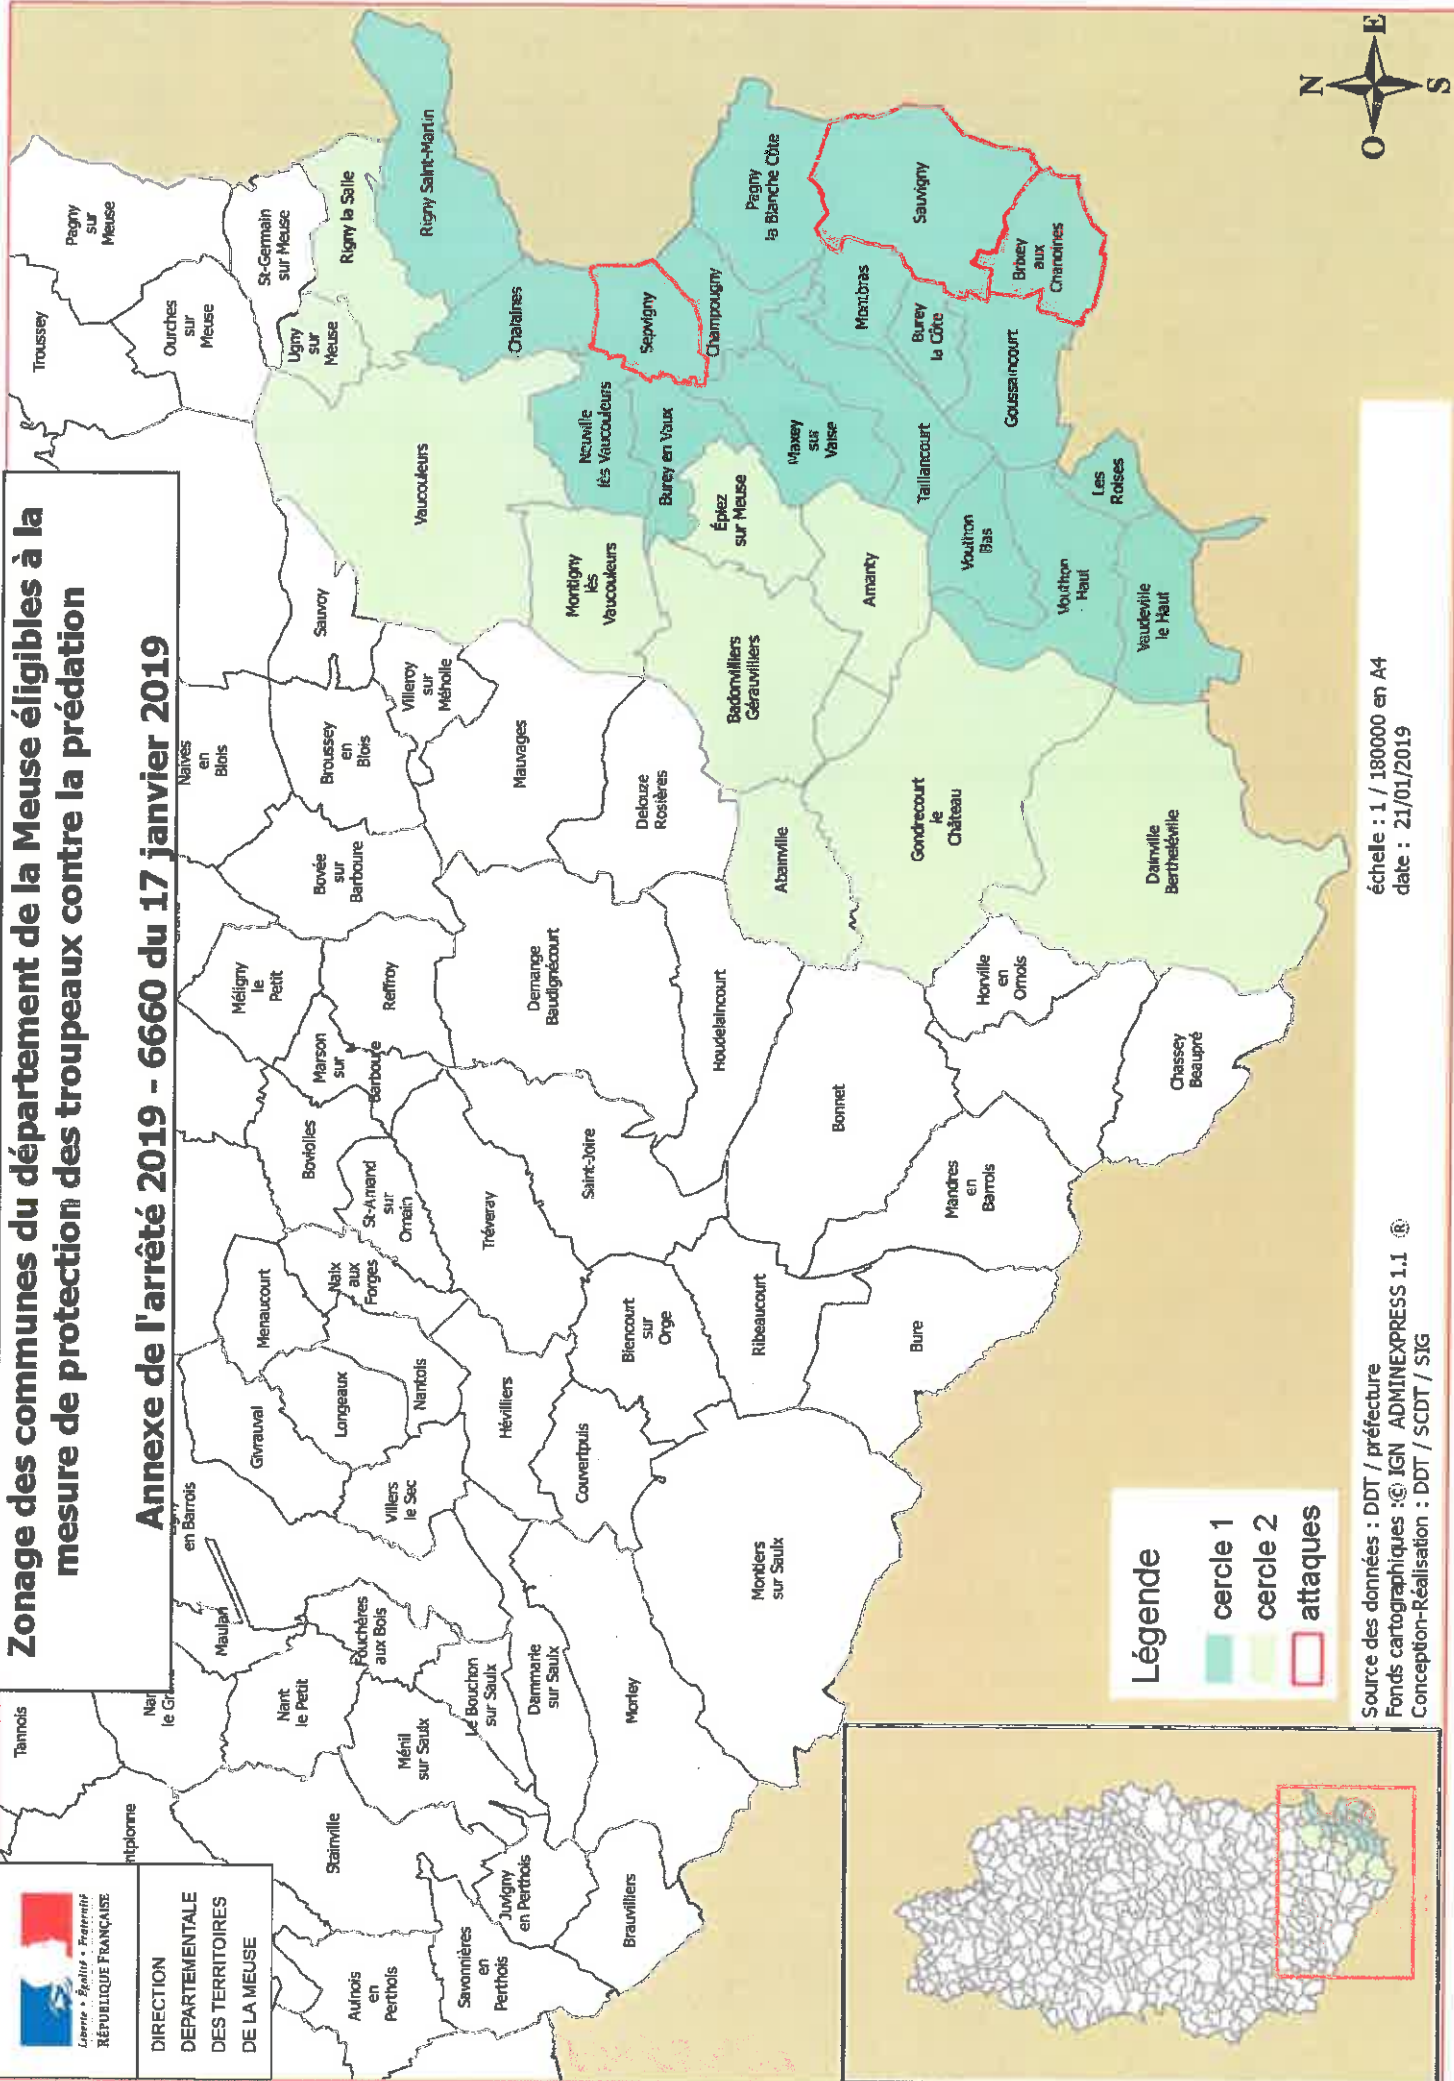 Liberté • Égalité • Fraternité
RÉPUBLIQUE FRANÇAISE
DIRECTION
DEPARTEMENTALE
DES TERRITOIRES
DE LA MEUSE
Zonage des communes du département de la Meuse éligibles à la
mesure de protection des troupeaux contre la prédation
Annexe de l'arrêté 2019 - 6660 du 17 janvier 2019
Tannois
ntplonne
le
Nant
le Petit
Maulan
en Barrois
Fouchères
aux Bois
Stainville
Ménil
sur Saulx
Le Bouchon
sur Saulx
Dammarie
sur Saulx
Morley
Juvigny
en Perthois
Savonnières
en
Perthois
Aulnois
en
Perthois
Brauvilliers
Givrauval
Menaucourt
Longeaux
Naix
aux
Forges
Nantois
Villers
le Sec
Hévilliers
Couvertpuis
Montiers
sur Saulx
Biencourt
sur
Orge
Ribeaucourt
Bure
Mandres
en
Barrois
Bonnet
Boviolles
St-Amand
sur
Ornain
Tréveray
Saint-Joire
Marson
sur
Barboure
Méligny
le
Petit
Reffroy
Demange
Baudignécourt
Houdelaincourt
Naives
en
Blois
Bovée
sur
Barboure
Broussey
en
Blois
Sauvoy
Villeroy
sur
Méholle
Mauvages
Delouze
Rosières
Abainville
Horville
en
Ornois
Chassey
Beaupré
Gondrecourt
le
Château
Dainville
Bertheléville
Badonvilliers
Gérauvilliers
Amanty
Épiez
sur Meuse
Montigny
lès
Vaucouleurs
Vaucouleurs
Troussey
Pagny
sur
Meuse
Ourches
sur
Meuse
St-Germain
sur Meuse
Ugny
sur
Meuse
Rigny la Salle
Rigny Saint-Martin
Chalaines
Neuville
lès Vaucouleurs
Burey en Vaux
Sepvigny
Champougny
Maxey
sur
Vaise
Taillancourt
Montbras
Burey
la Côte
Goussaincourt
Pagny
la Blanche Côte
Sauvigny
Brixey
aux
Chanoines
Vouthon
Bas
Vouthon
Haut
Les
Roises
Vaudeville
le Haut
N
O
E
S
Légende
cercle 1
cercle 2
attaques
échelle : 1 / 180000 en A4
date : 21/01/2019
Source des données : DDT / préfecture
Fonds cartographiques :© IGN ADMINEXPRESS 1.1 ®
Conception-Réalisation : DDT / SCDT / SIG